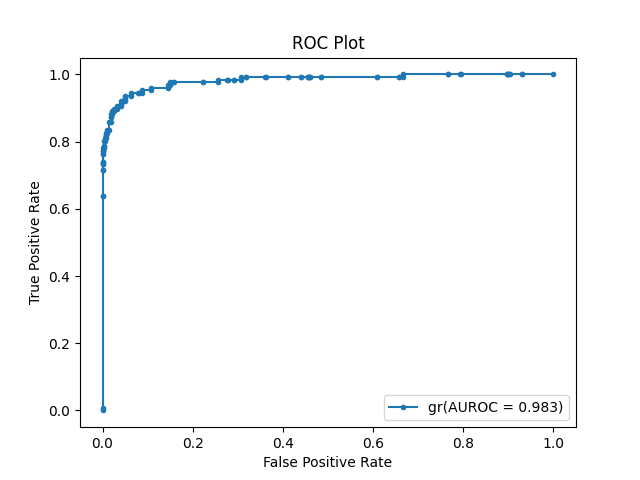 ROC Plot
True Positive Rate
1.0
0.8
0.6
0.4
0.2
0.0
gr(AUROC = 0.983)
0.0 0.2 0.4 0.6 0.8 1.0
False Positive Rate